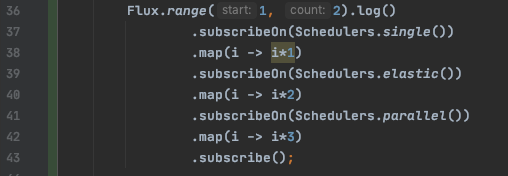 36 Flux.range( start: 1, count: 2).log()
37 .subscribeOn(Schedulers.single())
38 .map(i -> i*1)
39 .subscribeOn(Schedulers.elastic())
40 .map(i -> i*2)
41 .subscribeOn(Schedulers.parallel())
42 .map(i -> i*3)
43 .subscribe();